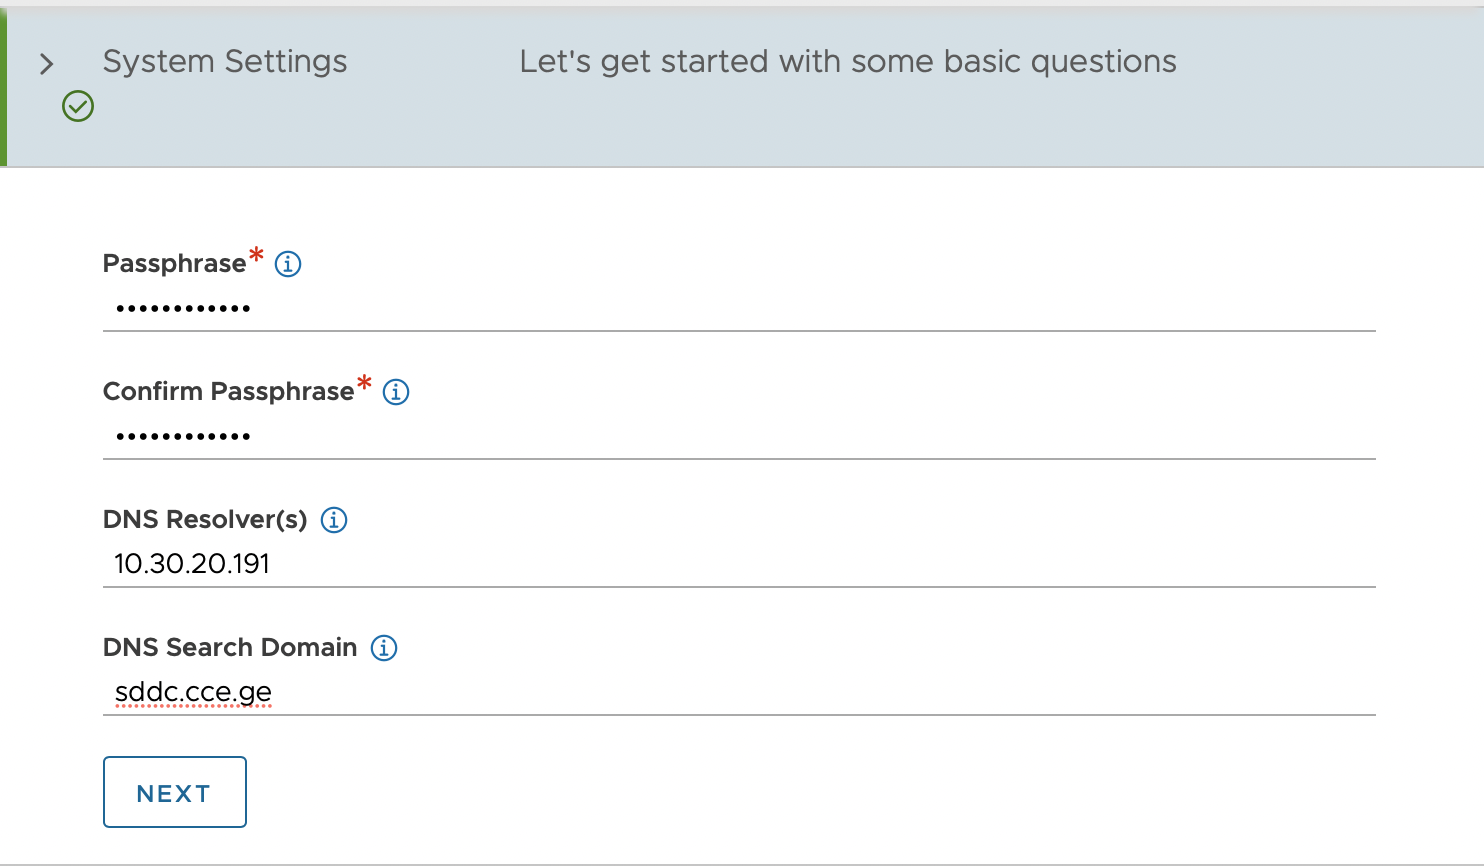 System Settings
Let's get started with some basic questions
Passphrase*
••••••••••••
Confirm Passphrase*
••••••••••••
DNS Resolver(s)
10.30.20.191
DNS Search Domain
sddc.cce.ge
NEXT